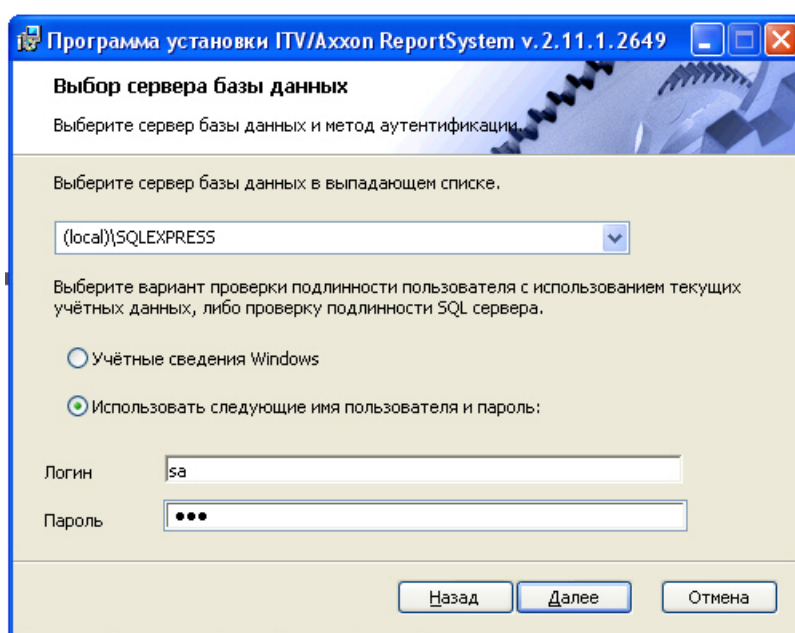 Программа установки ITV/Axxon ReportSystem v.2.11.1.2649
Выбор сервера базы данных
Выберите сервер базы данных и метод аутентификации.
Выберите сервер базы данных в выпадающем списке.
(local)\SQLEXPRESS
Выберите вариант проверки подлинности пользователя с использованием текущих
учётных данных, либо проверку подлинности SQL сервера.
Учётные сведения Windows
Использовать следующие имя пользователя и пароль:
Логин sa
Пароль •••
Назад Далее Отмена